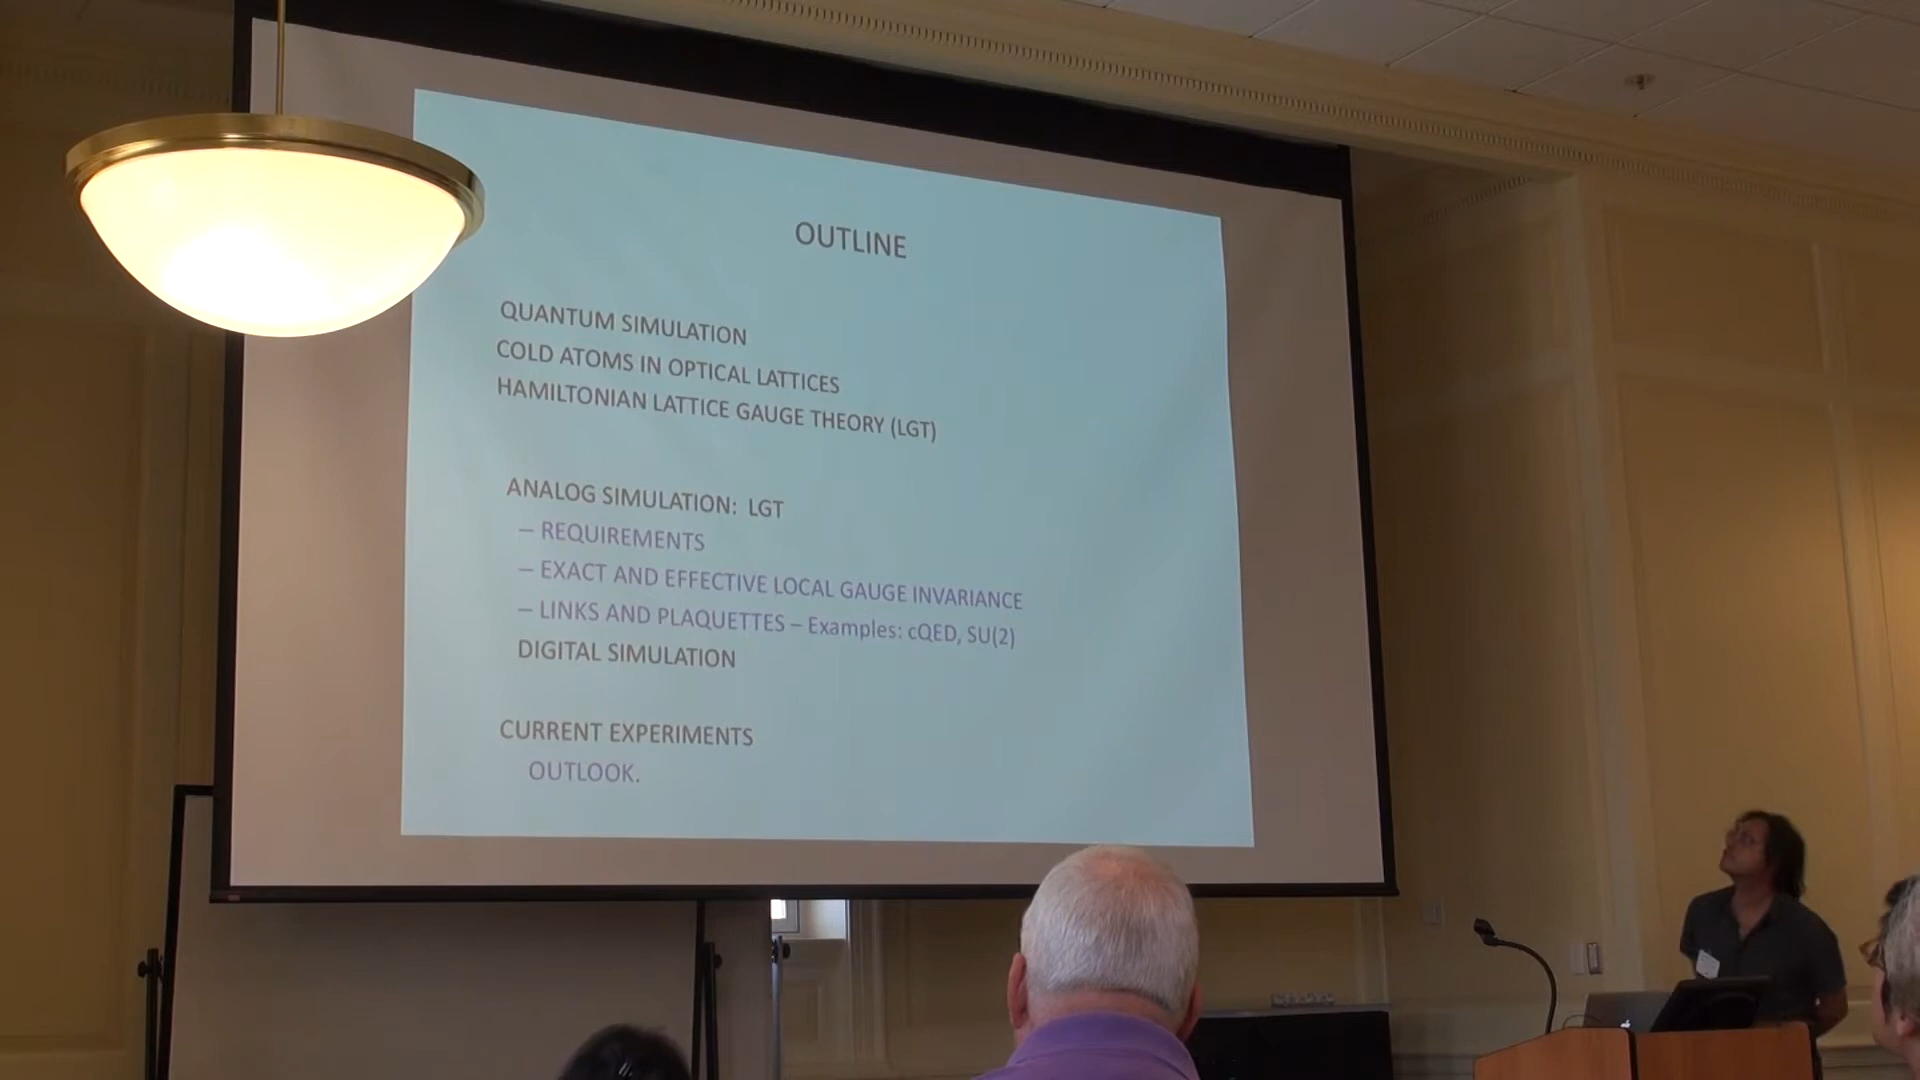 OUTLINE
QUANTUM SIMULATION
COLD ATOMS IN OPTICAL LATTICES
HAMILTONIAN LATTICE GAUGE THEORY (LGT)
ANALOG SIMULATION: LGT
– REQUIREMENTS
– EXACT AND EFFECTIVE LOCAL GAUGE INVARIANCE
– LINKS AND PLAQUETTES – Examples: cQED, SU(2)
DIGITAL SIMULATION
CURRENT EXPERIMENTS
OUTLOOK.